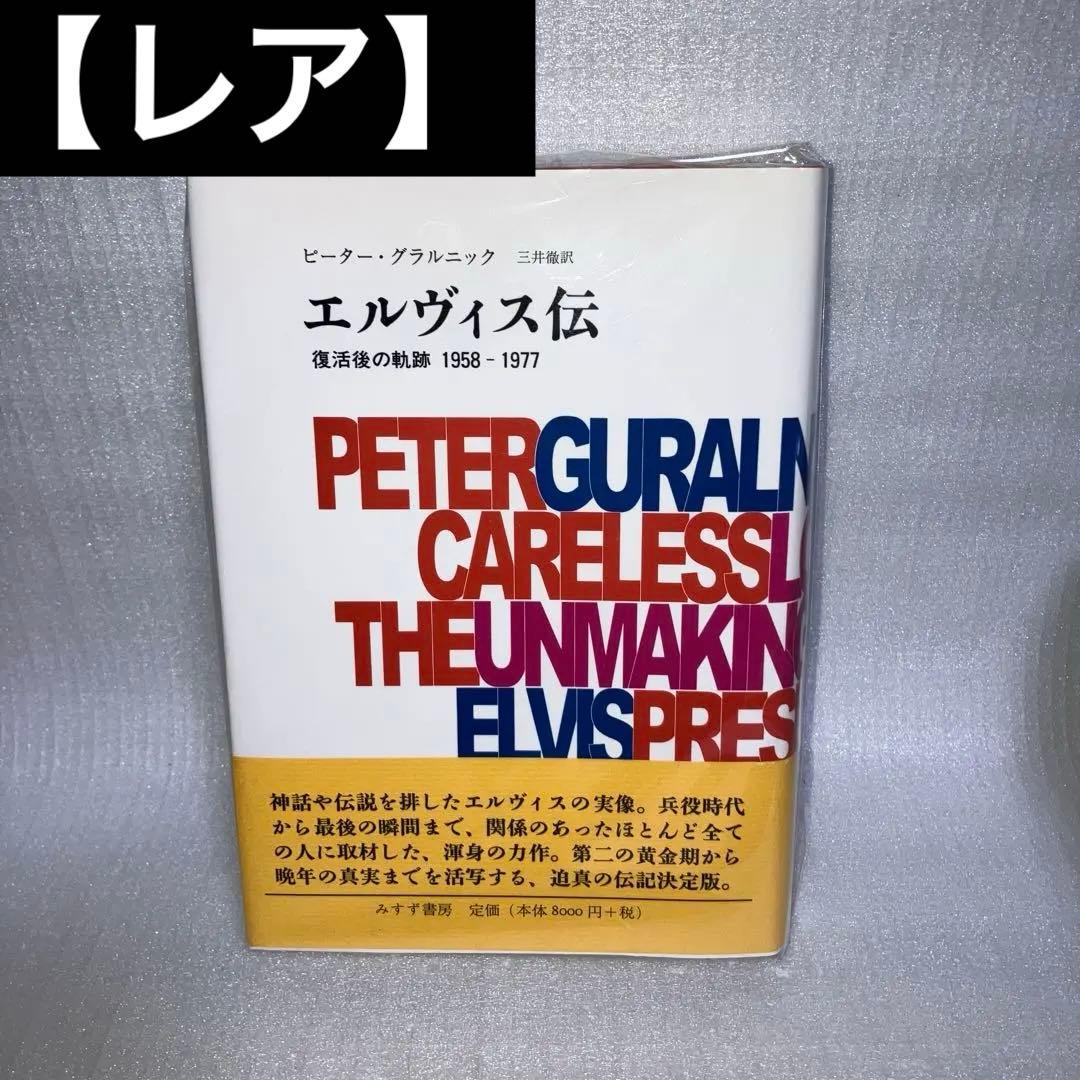 【レア】
ピーター・グラルニック 三井徹訳
エルヴィス伝
復活後の軌跡 1958-1977
PETERGURALN
CARELESSL
THEUNMAKIN
ELVISPRES
神話や伝説を排したエルヴィスの実像。兵役時代
から最後の瞬間まで、関係のあったほとんど全て
の人に取材した、渾身の力作。第二の黄金期から
晩年の真実までを活写する、迫真の伝記決定版。
みすず書房 定価(本体8000円+税)